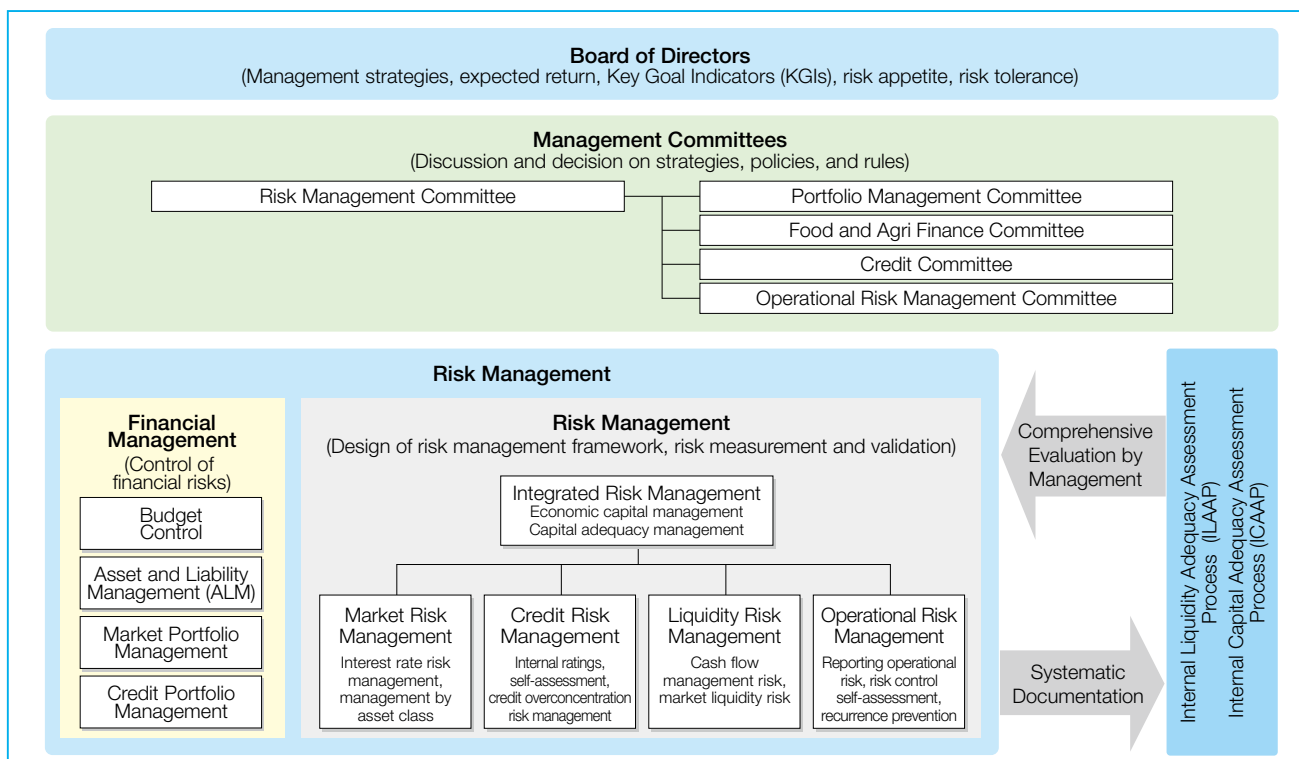 Board of Directors
(Management strategies, expected return, Key Goal Indicators (KGIs), risk appetite, risk tolerance)
Management Committees
(Discussion and decision on strategies, policies, and rules)
Risk Management Committee
Portfolio Management Committee
Food and Agri Finance Committee
Credit Committee
Operational Risk Management Committee
Risk Management
Financial
Management
(Control of
financial risks)
Budget
Control
Asset and Liability
Management (ALM)
Market Portfolio
Management
Credit Portfolio
Management
Risk Management
(Design of risk management framework, risk measurement and validation)
Integrated Risk Management
Economic capital management
Capital adequacy management
Market Risk
Management
Interest rate risk
management,
management by
asset class
Credit Risk
Management
Internal ratings,
self-assessment,
credit overconcentration
risk management
Liquidity Risk
Management
Cash flow
management risk,
market liquidity risk
Operational Risk
Management
Reporting operational
risk, risk control
self-assessment,
recurrence prevention
Comprehensive
Evaluation by
Management
Systematic
Documentation
Internal Liquidity Adequacy Assessment
Process (ILAAP)
Internal Capital Adequacy Assessment
Process (ICAAP)